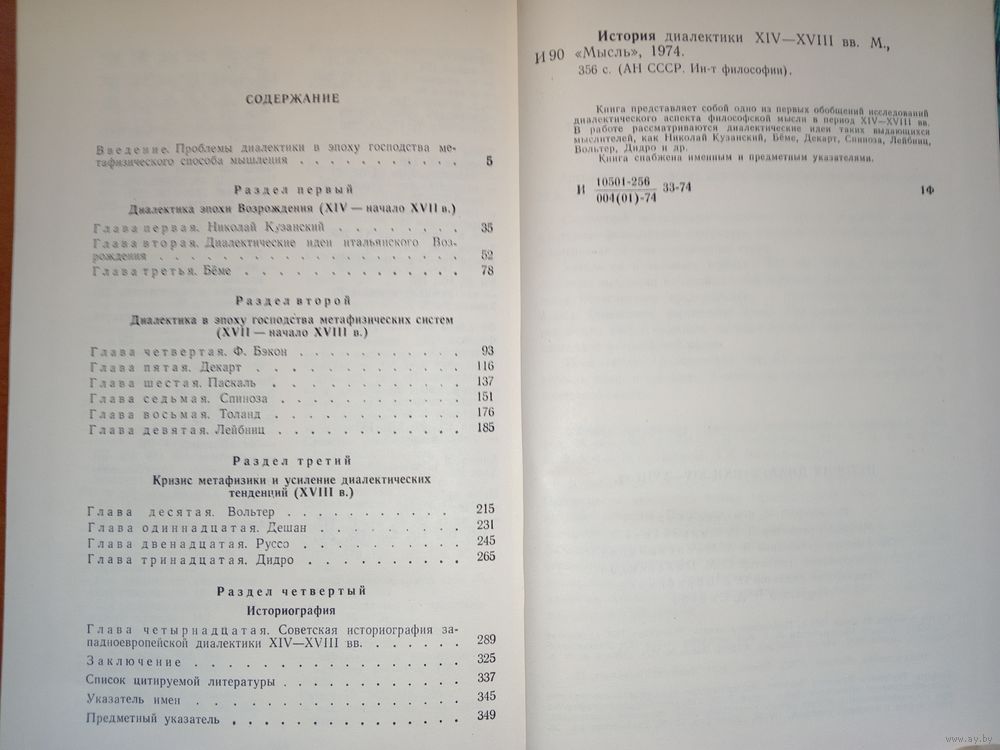 СОДЕРЖАНИЕ
Введение. Проблемы диалектики в эпоху господства ме-
тафизического способа мышления . . . . . . . . . . 5
Раздел первый
Диалектика эпохи Возрождения (XIV — начало XVII в.)
Глава первая. Николай Кузанский . . . . . . . . 35
Глава вторая. Диалектические идеи итальянского Воз-
рождения . . . . . . . . . . . . . . . . . 52
Глава третья. Бёме . . . . . . . . . . . . . 78
Раздел второй
Диалектика в эпоху господства метафизических систем
(XVII — начало XVIII в.)
Глава четвертая. Ф. Бэкон . . . . . . . . . . 93
Глава пятая. Декарт . . . . . . . . . . . . 116
Глава шестая. Паскаль . . . . . . . . . . . 137
Глава седьмая. Спиноза . . . . . . . . . . . 151
Глава восьмая. Толанд . . . . . . . . . . . 176
Глава девятая. Лейбниц . . . . . . . . . . . 185
Раздел третий
Кризис метафизики и усиление диалектических
тенденций (XVIII в.)
Глава десятая. Вольтер . . . . . . . . . . 215
Глава одиннадцатая. Дешан . . . . . . . . 231
Глава двенадцатая. Руссо . . . . . . . . . 245
Глава тринадцатая. Дидро . . . . . . . . . 265
Раздел четвертый
Историография
Глава четырнадцатая. Советская историография за-
падноевропейской диалектики XIV—XVIII вв. . . . . . . 289
Заключение . . . . . . . . . . . . . . . 325
Список цитируемой литературы . . . . . . . . . . 337
Указатель имен . . . . . . . . . . . . . . . 345
Предметный указатель . . . . . . . . . . . . . 349
История диалектики XIV—XVIII вв. М.,
И 90 «Мысль», 1974.
356 с. (АН СССР. Ин-т философии).
Книга представляет собой одно из первых обобщений исследований
диалектического аспекта философской мысли в период XIV—XVIII вв.
В работе рассматриваются диалектические идеи таких выдающихся
мыслителей, как Николай Кузанский, Бёме, Декарт, Спиноза, Лейбниц,
Вольтер, Дидро и др.
Книга снабжена именным и предметным указателями.
10501-256
И 33-74 1Ф
004(01)-74
www.ay.by